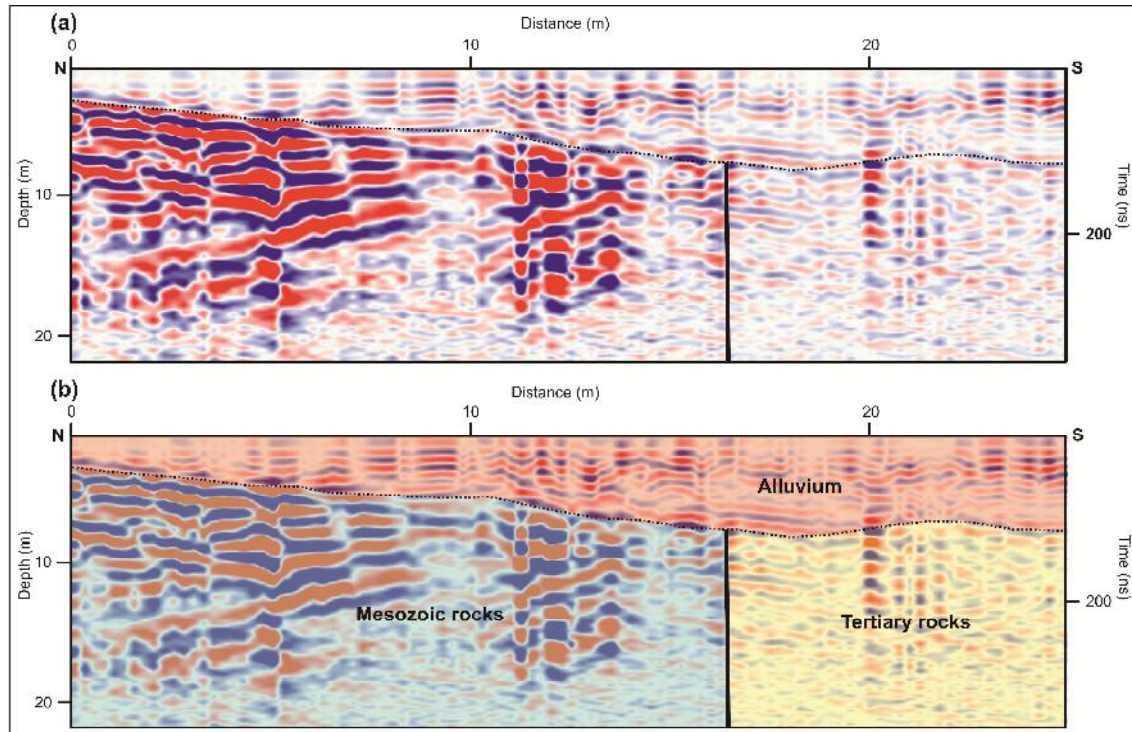 (a)
Distance (m)
0 10 20
N S
Depth (m)
10
20
Time (ns)
200
(b)
Distance (m)
0 10 20
N S
Alluvium
Depth (m)
10
20
Mesozoic rocks
Tertiary rocks
Time (ns)
200